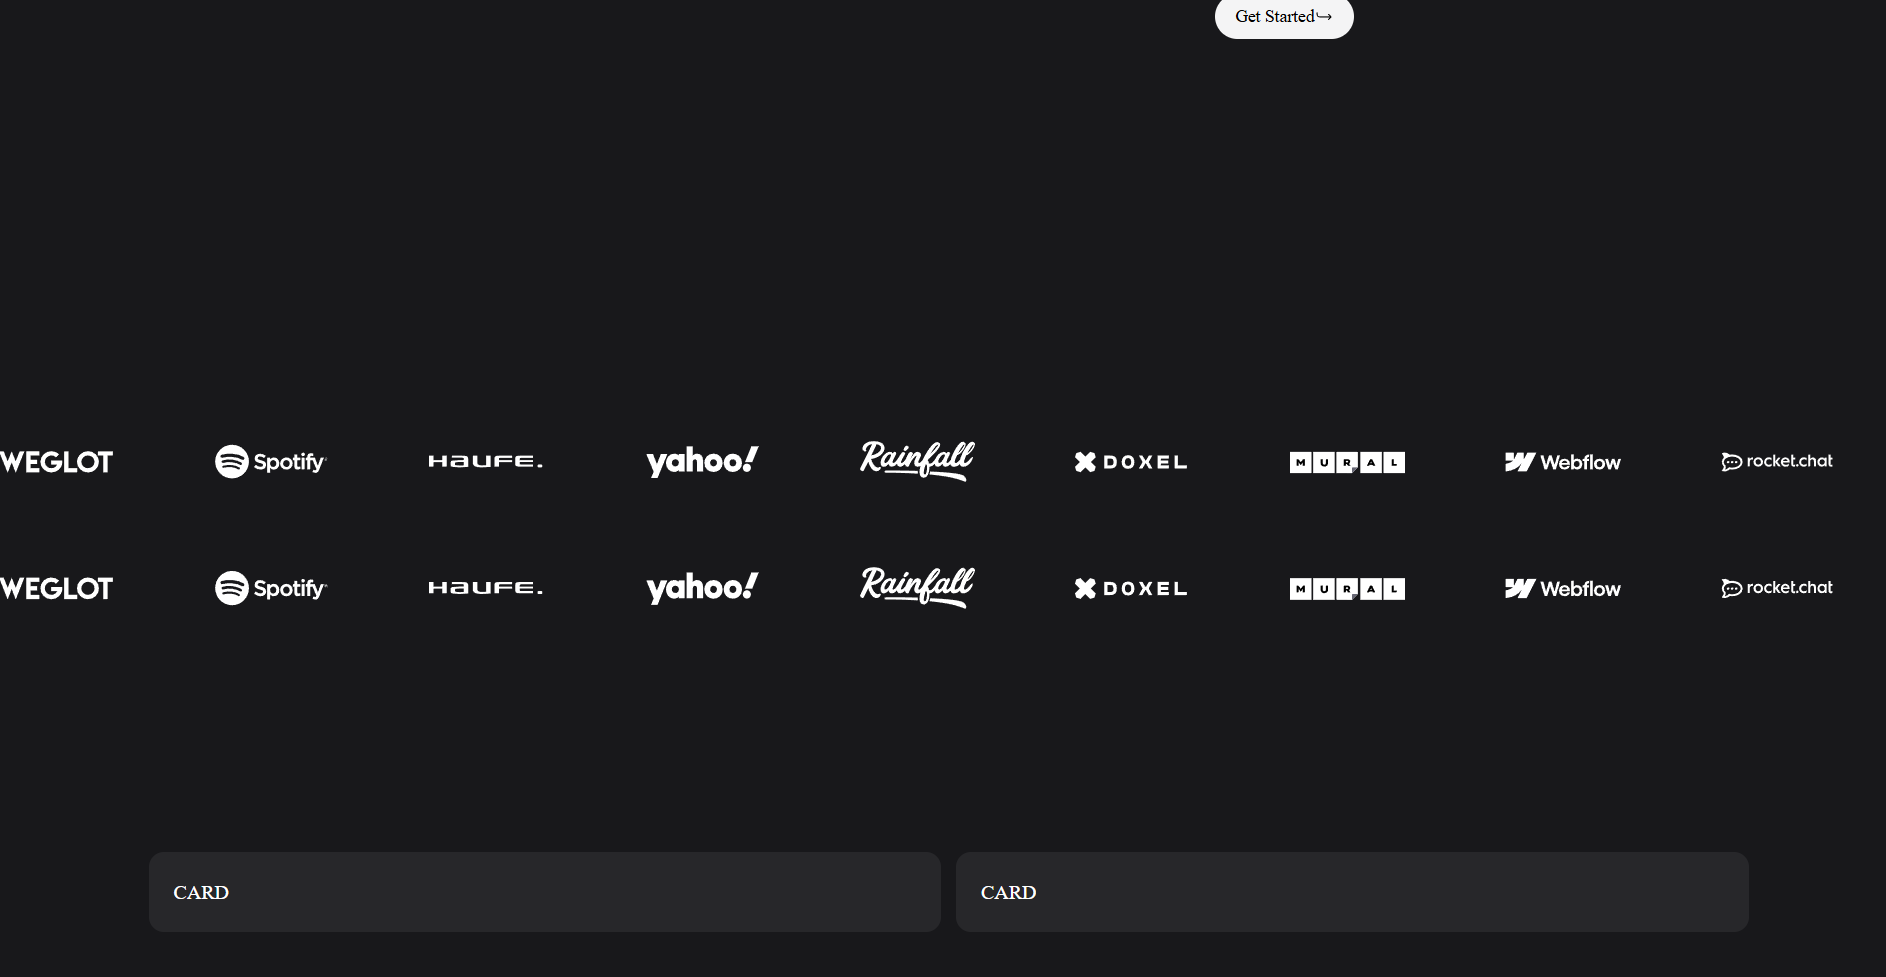 Get Started
WEGLOT Spotify HAUFE. yahoo! Rainfall DOXEL MURAL Webflow rocket.chat
WEGLOT Spotify HAUFE. yahoo! Rainfall DOXEL MURAL Webflow rocket.chat
CARD CARD